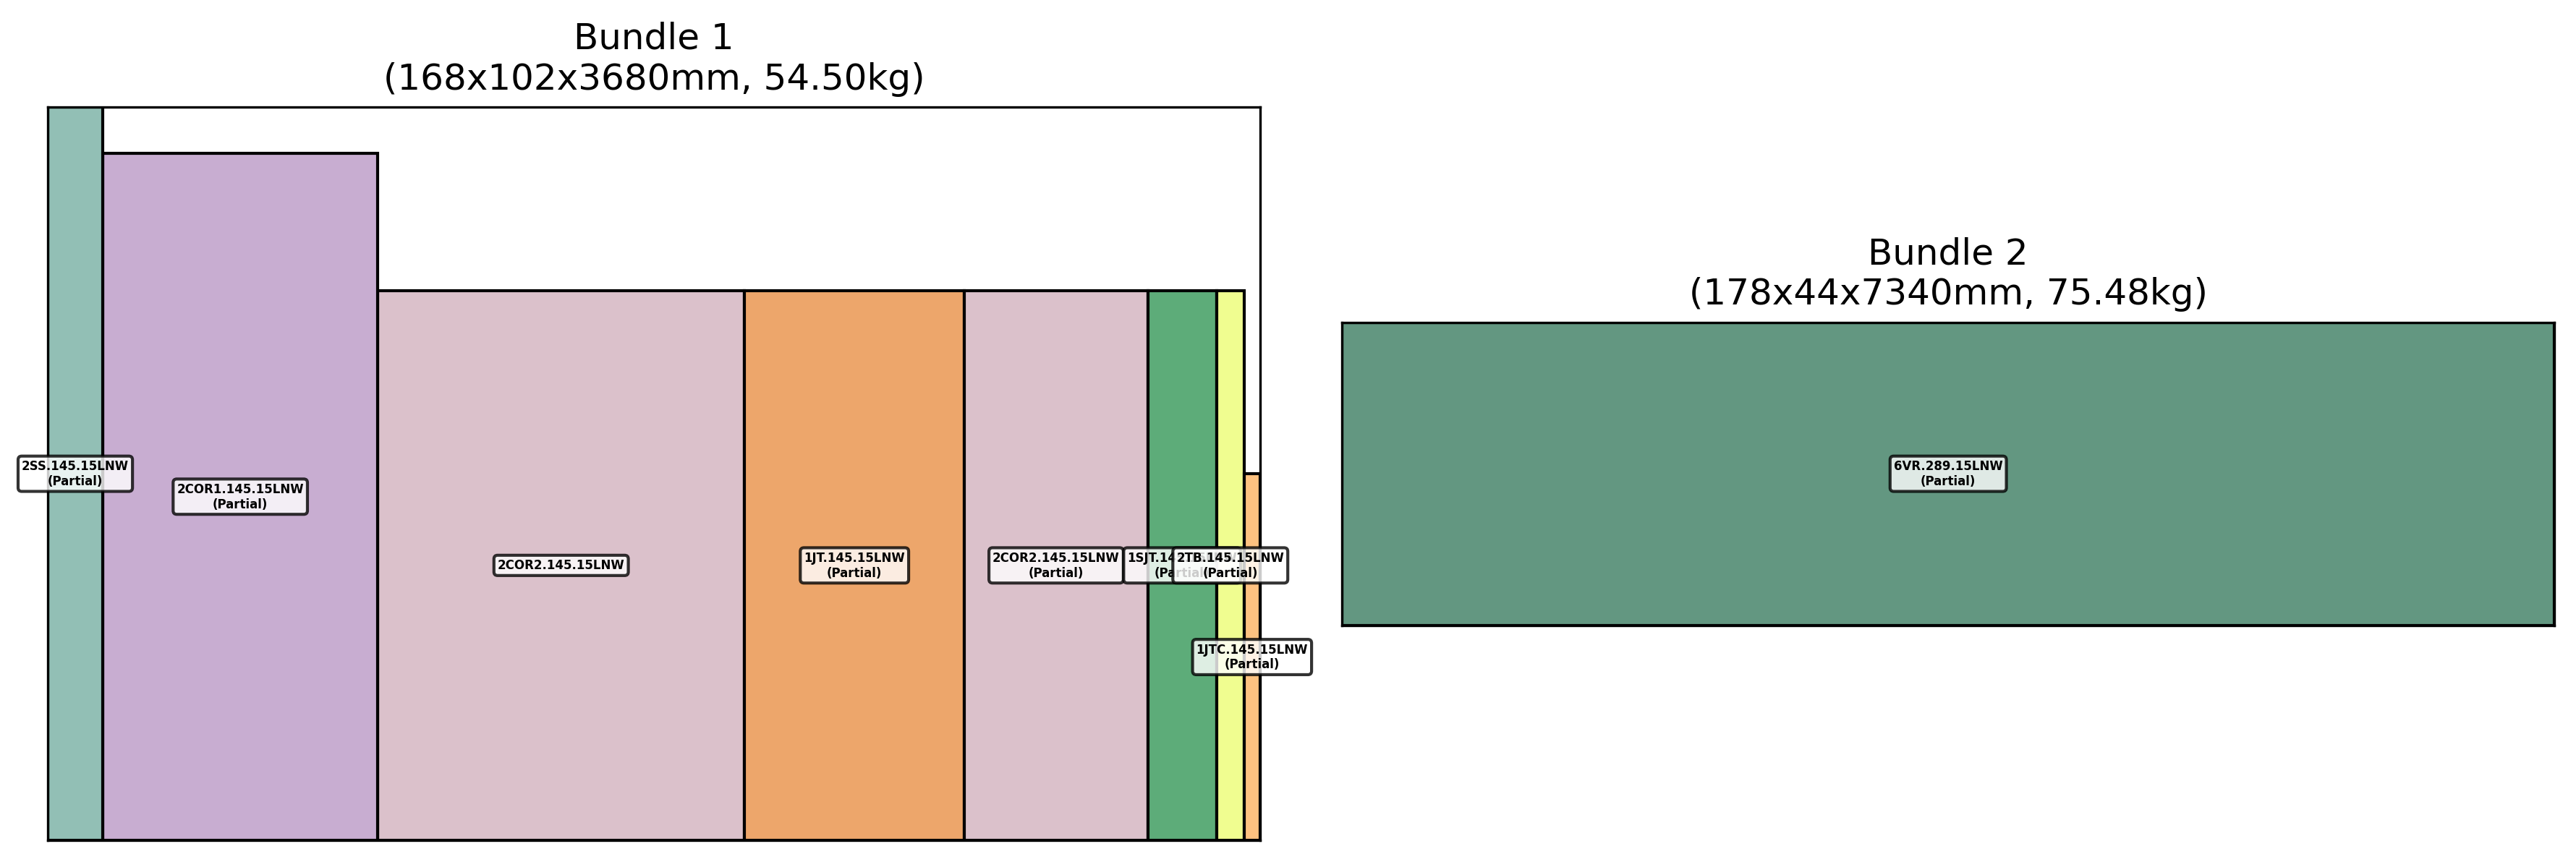 Bundle 1
(168x102x3680mm, 54.50kg)
2SS.145.15LNW
(Partial)
2COR1.145.15LNW
(Partial)
2COR2.145.15LNW
1JT.145.15LNW
(Partial)
2COR2.145.15LNW
(Partial)
1SJT.14
(Partial)
2TB.145.15LNW
(Partial)
1JTC.145.15LNW
(Partial)
Bundle 2
(178x44x7340mm, 75.48kg)
6VR.289.15LNW
(Partial)